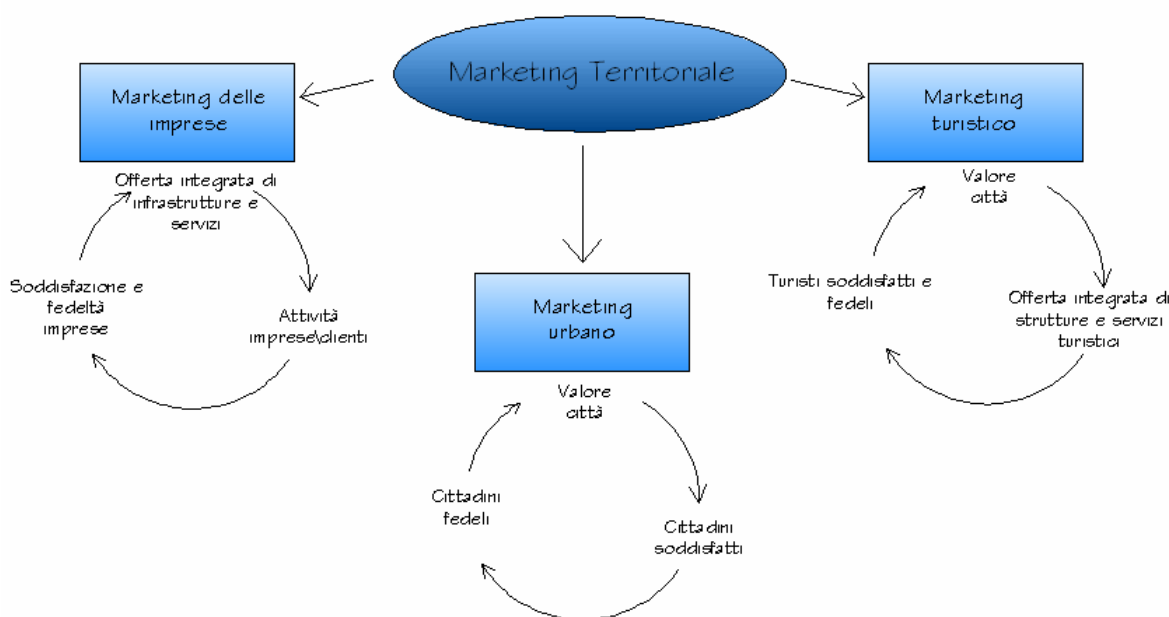 Marketing Territoriale
Marketing delle
imprese
Offerta integrata di
infrastrutture e
servizi
Attività
imprese\clienti
Soddisfazione e
fedeltà
imprese
Marketing
urbano
Valore
città
Cittadini
soddisfatti
Cittadini
fedeli
Marketing
turistico
Valore
città
Offerta integrata di
strutture e servizi
turistici
Turisti soddisfatti e
fedeli